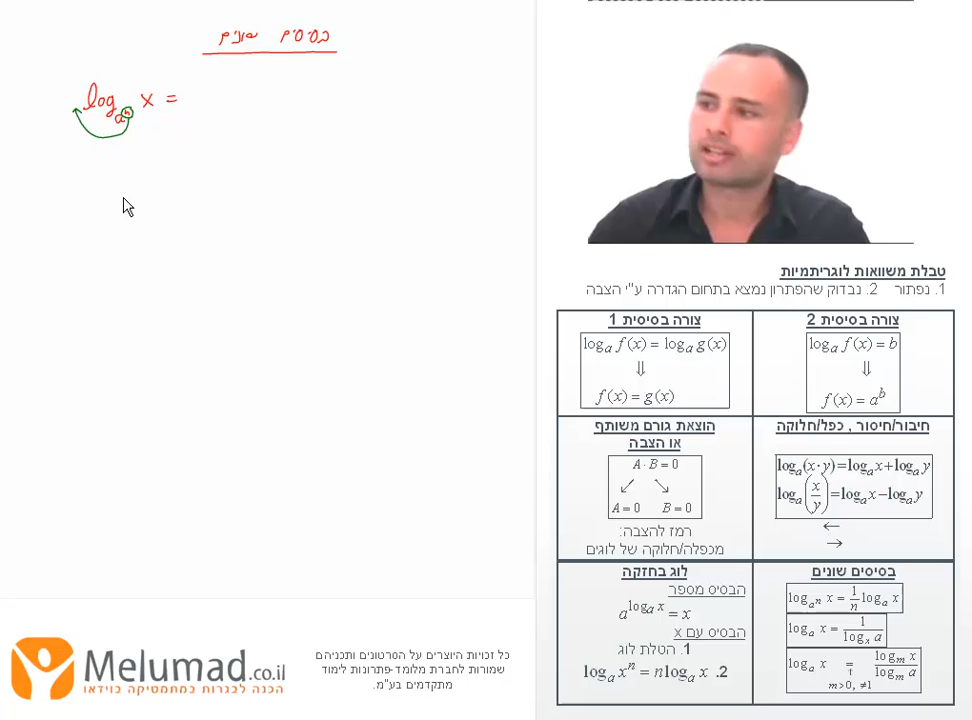 בסיסים שונים
log_{a^n} x =
טבלת משוואות לוגריתמיות
1. נפתור 2. נבדוק שהפתרון נמצא בתחום הגדרה ע"י הצבה
צורה בסיסית 1
log_a f(x) = log_a g(x)
⇓
f(x) = g(x)
צורה בסיסית 2
log_a f(x) = b
⇓
f(x) = a^b
הוצאת גורם משותף
או הצבה
A · B = 0
↙ ↘
A = 0 B = 0
רמז להצבה:
מכפלה/חלוקה של לוגים
חיבור/חיסור , כפל/חלוקה
log_a(x·y)=log_a x+log_a y
log_a(x/y)=log_a x−log_a y
←
→
לוג בחזקה
הבסיס מספר
a^{log_a x} = x
הבסיס עם x
1. הטלת לוג
2. log_a x^n = n log_a x
בסיסים שונים
log_{a^n} x = 1/n log_a x
log_a x = 1/log_x a
log_a x = log_m x / log_m a
m>0, ≠1
Melumad.co.il
הכנה לבגרות במתמטיקה בוידאו
כל זכויות היוצרים על הסרטונים ותכניהם
שמורות לחברת מלומד-פתרונות לימוד
מתקדמים בע"מ.